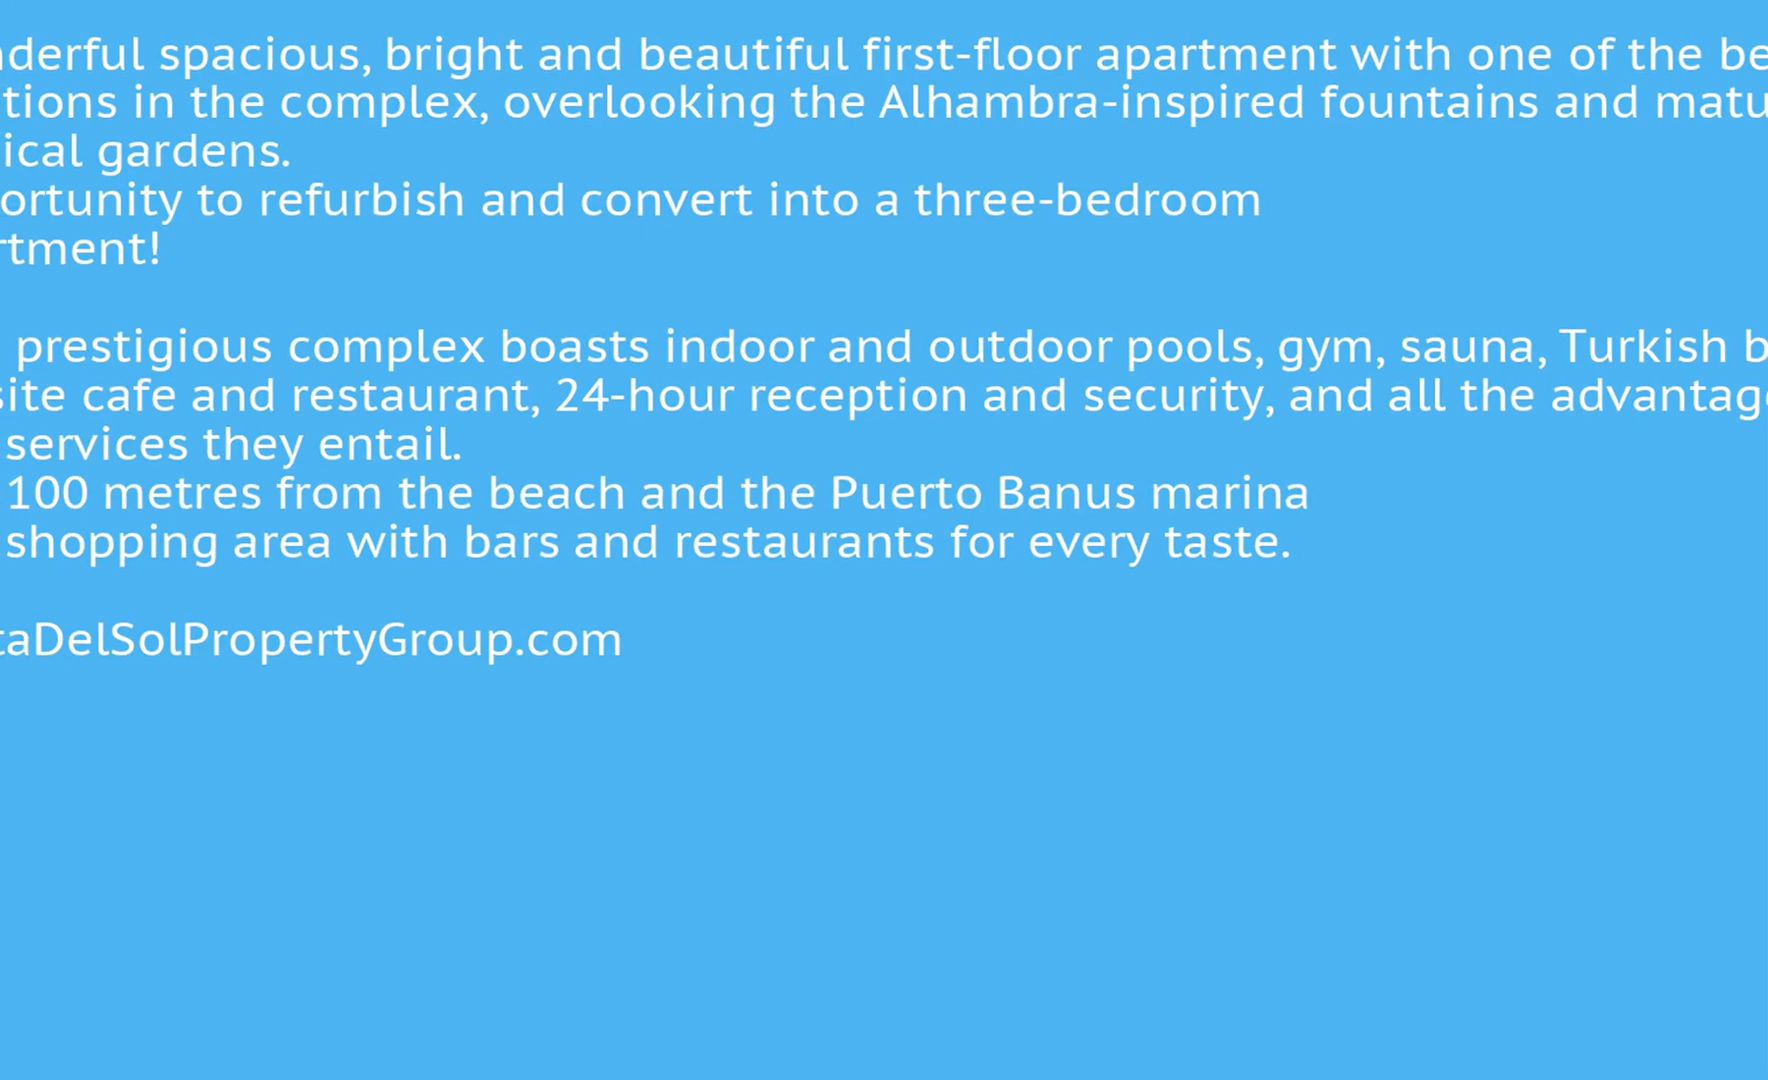 nderful spacious, bright and beautiful first-floor apartment with one of the be
tions in the complex, overlooking the Alhambra-inspired fountains and matu
ical gardens.
ortunity to refurbish and convert into a three-bedroom
rtment!
prestigious complex boasts indoor and outdoor pools, gym, sauna, Turkish b
site cafe and restaurant, 24-hour reception and security, and all the advantag
services they entail.
100 metres from the beach and the Puerto Banus marina
shopping area with bars and restaurants for every taste.
taDelSolPropertyGroup.com